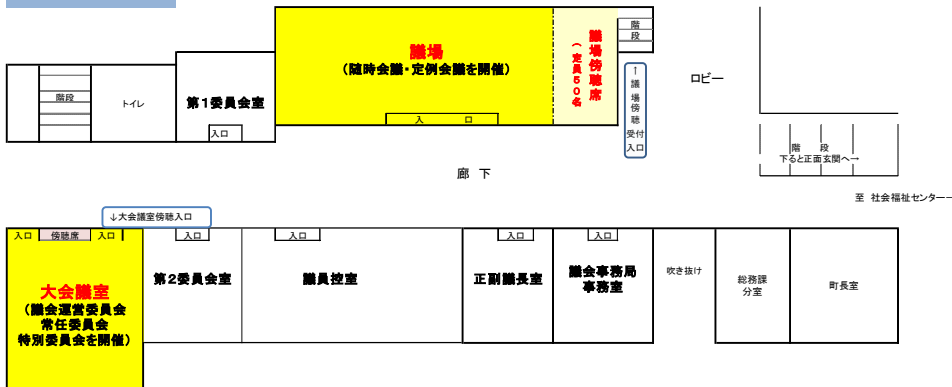 議場
（随時会議・定例会議を開催）
議場傍聴席
（定員５０名
階段
↑議場傍聴
受付
入口
ロビー
階段
トイレ
第１委員会室
入口
入　口
階　段
下ると正面玄関へ→
廊　下
至　社会福祉センター
↓大会議室傍聴入口
入口
傍聴席
入口
入口
入口
入口
入口
大会議室
（議会運営委員会
常任委員会
特別委員会を開催）
第２委員会室
議員控室
正副議長室
議会事務局
事務室
吹き抜け
総務課
分室
町長室